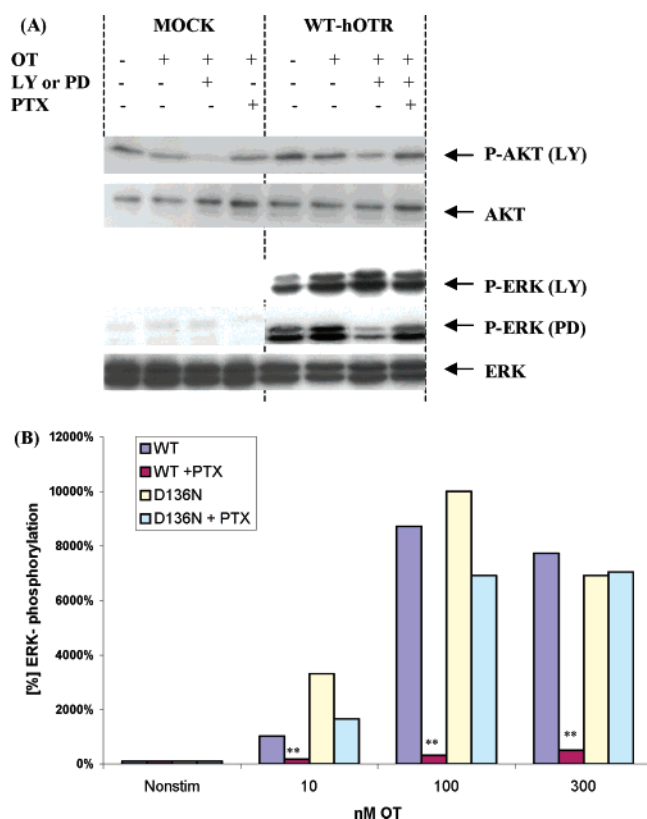 (A)
MOCK WT-hOTR
OT - + + + - + + +
LY or PD - - + - - - + +
PTX - - - + - - - +
P-AKT (LY)
AKT
P-ERK (LY)
P-ERK (PD)
ERK
(B)
12000%
10000%
8000%
6000%
4000%
2000%
0%
[%] ERK- phosphorylation
WT
WT +PTX
D136N
D136N + PTX
** ** **
Nonstim 10 100 300
nM OT